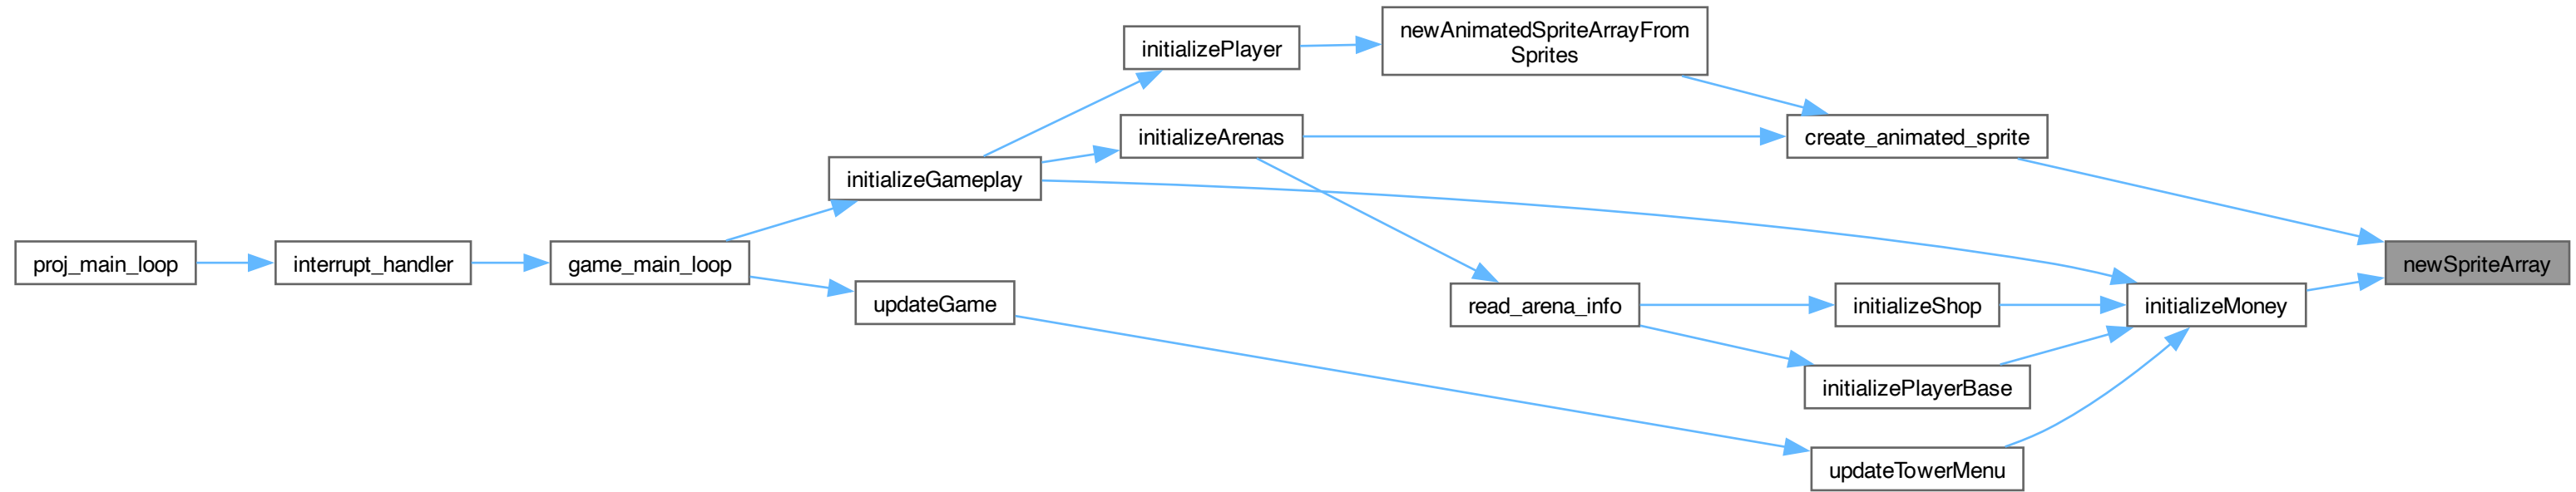 newAnimatedSpriteArrayFrom
Sprites
initializePlayer
initializeArenas
create_animated_sprite
initializeGameplay
proj_main_loop
interrupt_handler
game_main_loop
newSpriteArray
updateGame
read_arena_info
initializeShop
initializeMoney
initializePlayerBase
updateTowerMenu